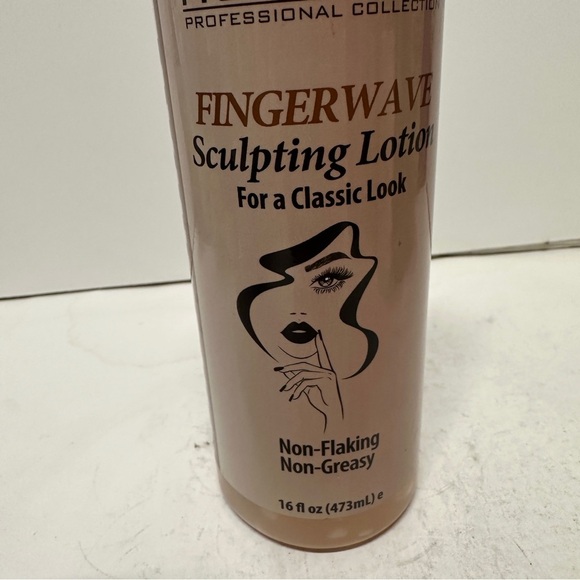 PROFESSIONAL COLLECTION
FINGERWAVE
Sculpting Lotion
For a Classic Look
Non-Flaking
Non-Greasy
16 fl oz (473mL) e